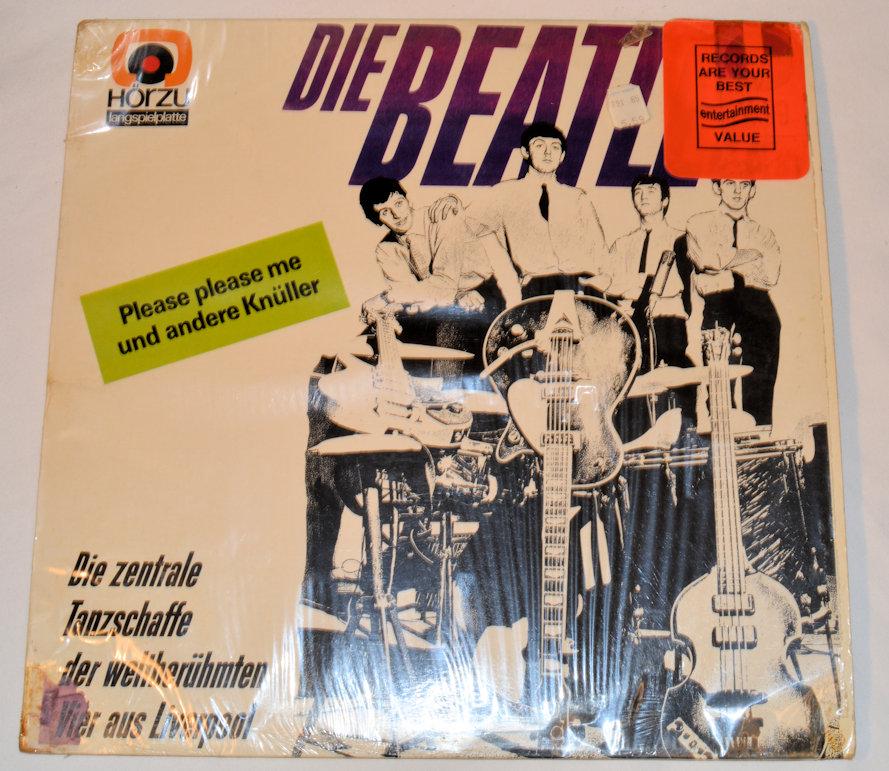 HÖRZU
langspielplatte
DIE BEATL
RECORDS
ARE YOUR
BEST
entertainment
VALUE
Please please me
und andere Knüller
Die zentrale
Tanzschaffe
der weltberühmten
Vier aus Liverpool